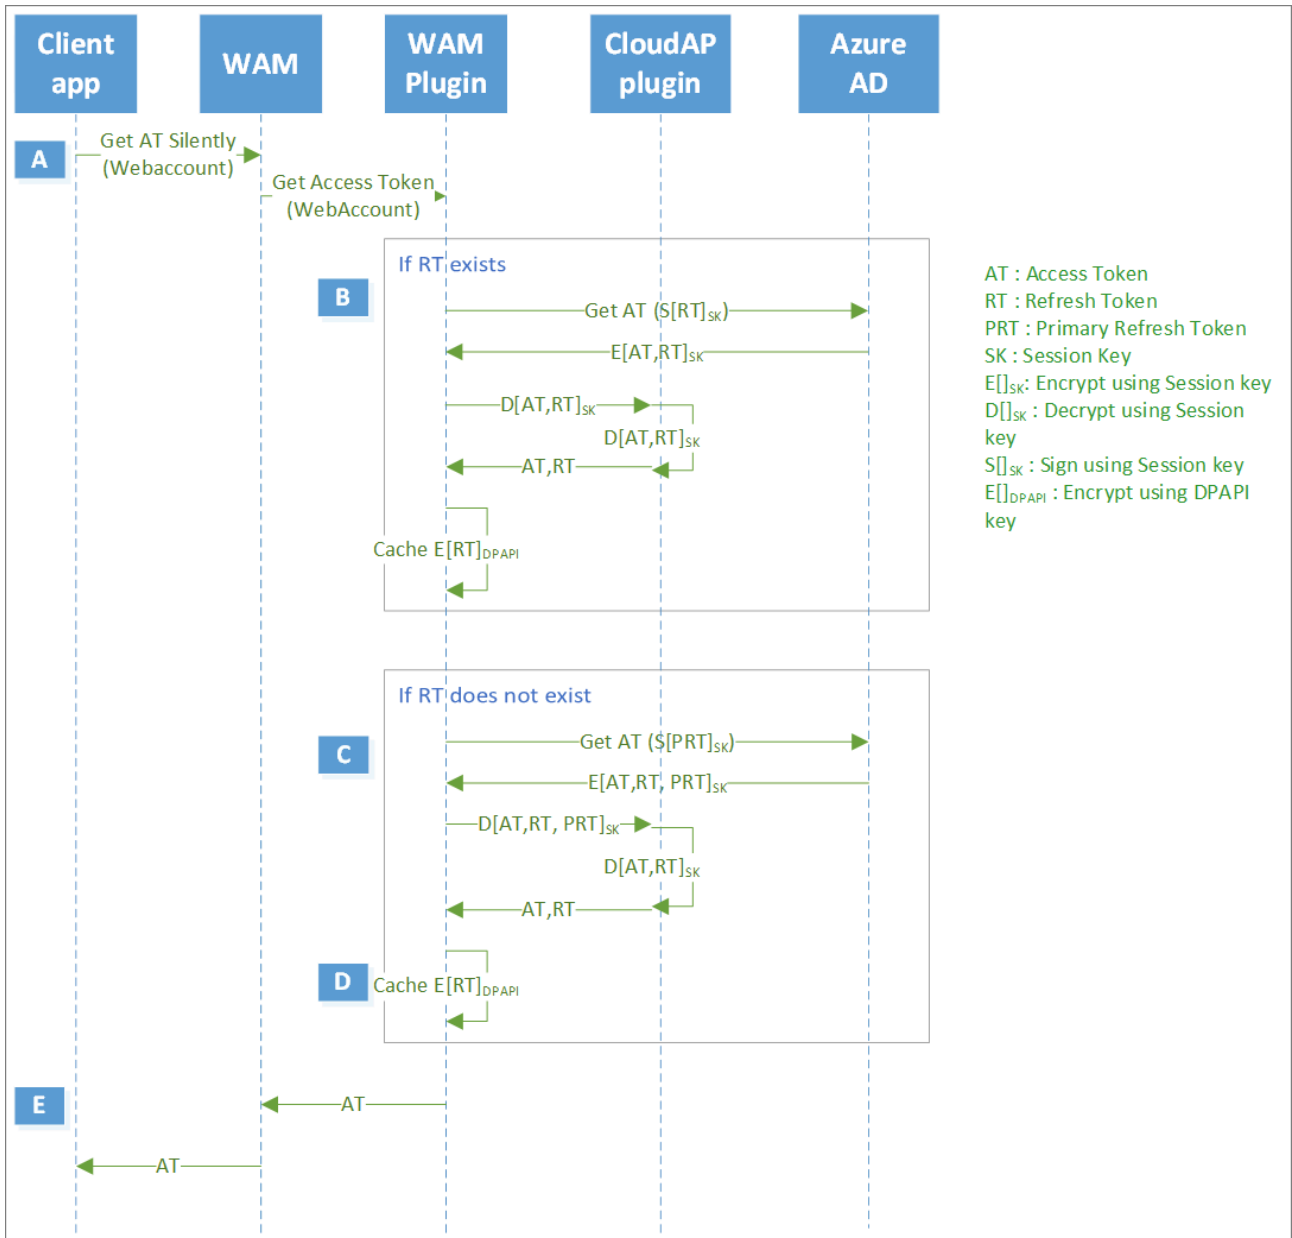 Client
app
WAM
WAM
Plugin
CloudAP
plugin
Azure
AD
A
Get AT Silently
(Webaccount)
Get Access Token
(WebAccount)
If RT exists
B
Get AT (S[RT]SK)
E[AT,RT]SK
D[AT,RT]SK
D[AT,RT]SK
AT,RT
Cache E[RT]DPAPI
AT : Access Token
RT : Refresh Token
PRT : Primary Refresh Token
SK : Session Key
E[]SK: Encrypt using Session key
D[]SK : Decrypt using Session
key
S[]SK : Sign using Session key
E[]DPAPI : Encrypt using DPAPI
key
If RT does not exist
C
Get AT (S[PRT]SK)
E[AT,RT, PRT]SK
D[AT,RT, PRT]SK
D[AT,RT]SK
AT,RT
D
Cache E[RT]DPAPI
E
AT
AT